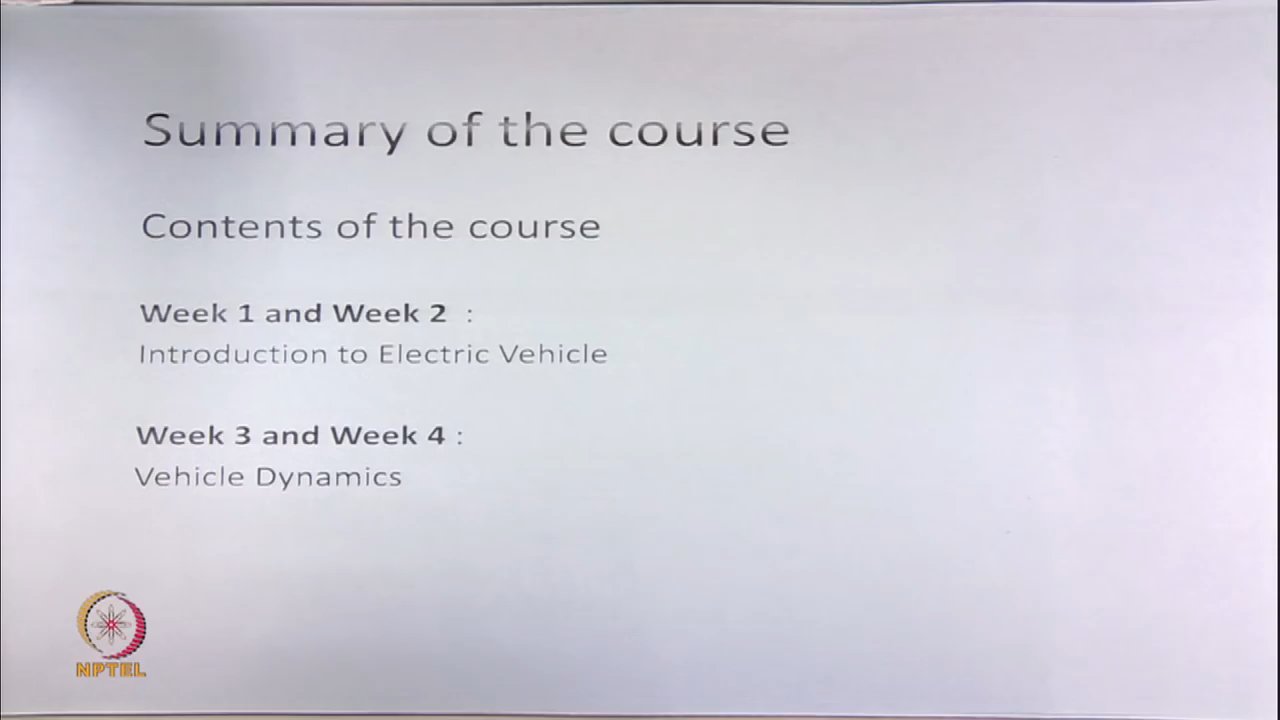 Summary of the course
Contents of the course
Week 1 and Week 2 :
Introduction to Electric Vehicle
Week 3 and Week 4 :
Vehicle Dynamics
NPTEL